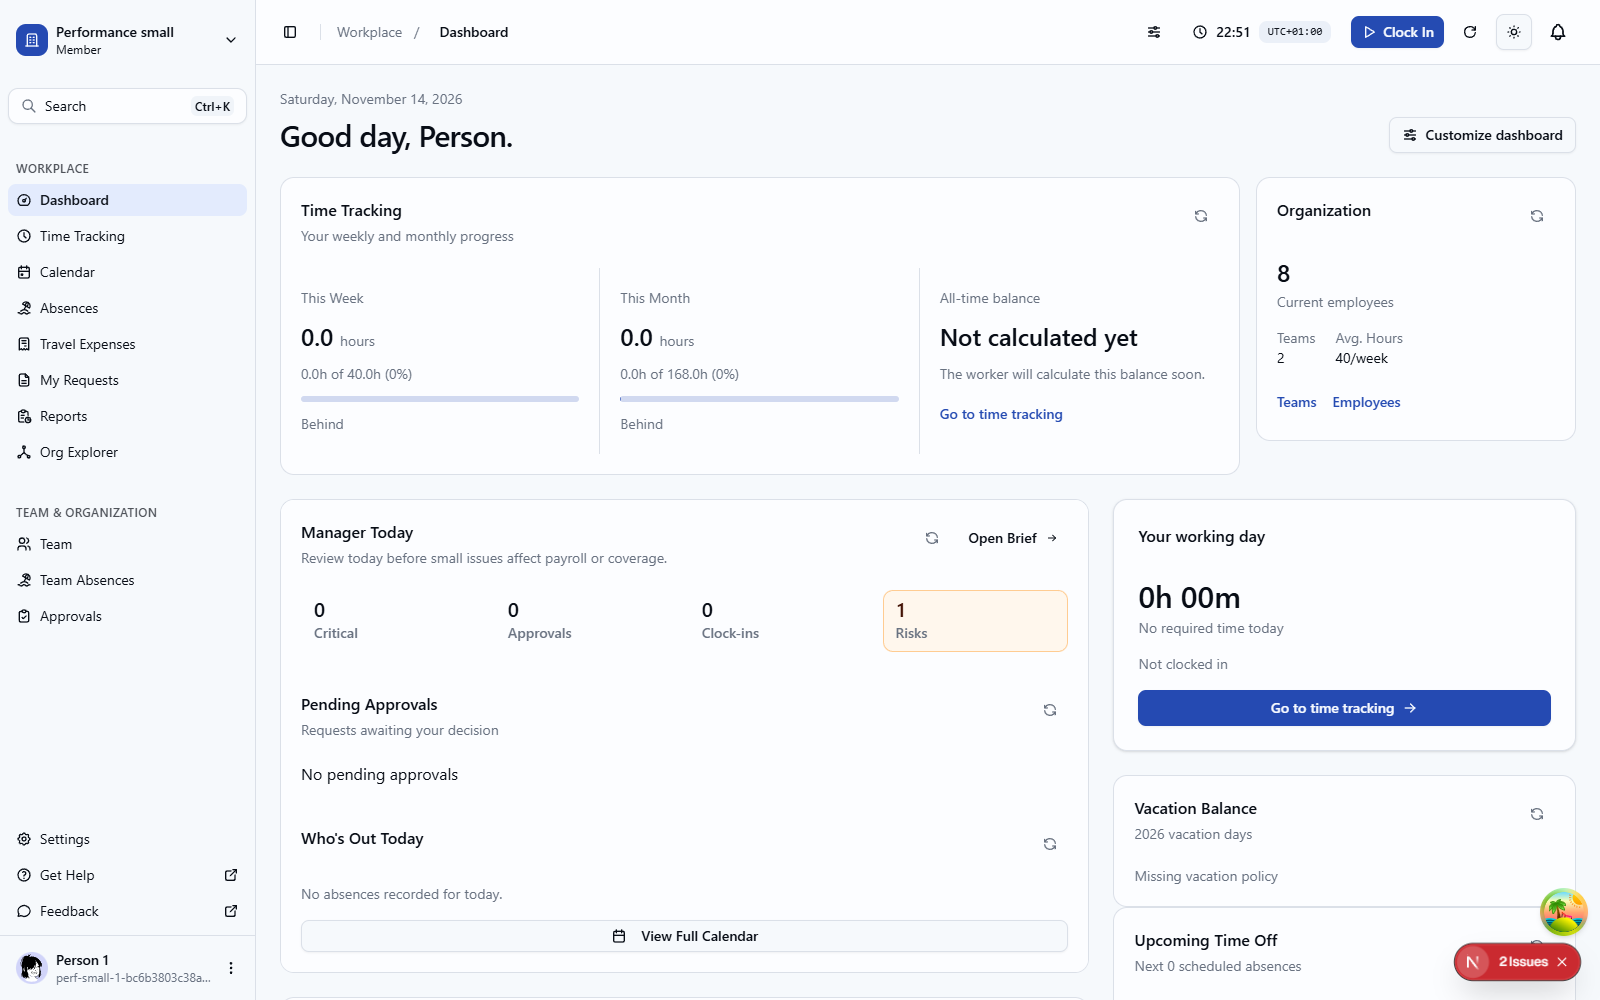 Performance small
Member
Search
Ctrl+K
WORKPLACE
Dashboard
Time Tracking
Calendar
Absences
Travel Expenses
My Requests
Reports
Org Explorer
TEAM & ORGANIZATION
Team
Team Absences
Approvals
Settings
Get Help
Feedback
Person 1
perf-small-1-bc6b3803c38a...
Workplace / Dashboard
22:51 UTC+01:00
Clock In
Saturday, November 14, 2026
Good day, Person.
Customize dashboard
Time Tracking
Your weekly and monthly progress
This Week
0.0 hours
0.0h of 40.0h (0%)
Behind
This Month
0.0 hours
0.0h of 168.0h (0%)
Behind
All-time balance
Not calculated yet
The worker will calculate this balance soon.
Go to time tracking
Organization
8
Current employees
Teams Avg. Hours
2 40/week
Teams Employees
Manager Today
Review today before small issues affect payroll or coverage.
Open Brief
0
Critical
0
Approvals
0
Clock-ins
1
Risks
Pending Approvals
Requests awaiting your decision
No pending approvals
Who's Out Today
No absences recorded for today.
View Full Calendar
Your working day
0h 00m
No required time today
Not clocked in
Go to time tracking
Vacation Balance
2026 vacation days
Missing vacation policy
Upcoming Time Off
Next 0 scheduled absences
N 2 Issues